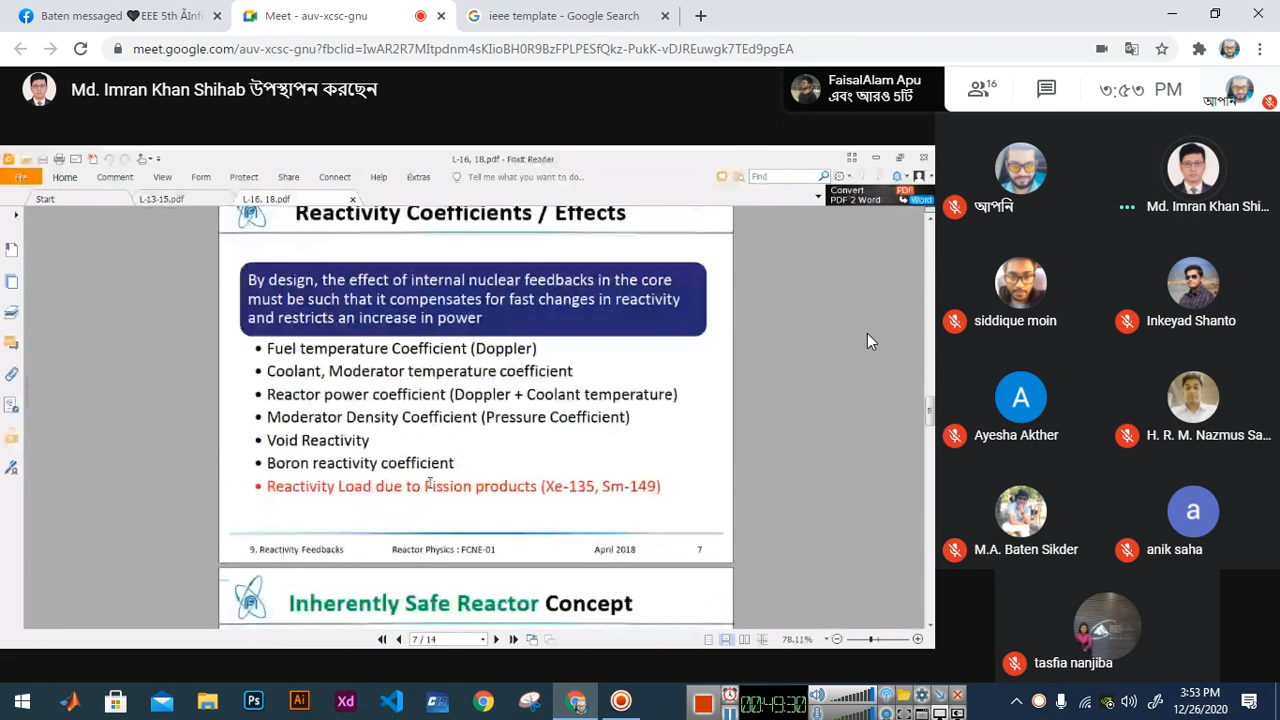 Baten messaged 🖤EEE 5th Ãinfi
Meet - auv-xcsc-gnu
ieee template - Google Search
meet.google.com/auv-xcsc-gnu?fbclid=IwAR2R7MItpdnm4sKIioBH0R9BzFPLPESfQkz-PukK-vDJREuwgk7TEd9pgEA
Md. Imran Khan Shihab উপস্থাপন করছেন
FaisalAlam Apu
এবং আরও 5টি
16
৩:৫৩ PM
আপনি
L-16, 18.pdf - Foxit Reader
File
Home
Comment
View
Form
Protect
Share
Connect
Help
Extras
Tell me what you want to do..
Find
Start
L-13-15.pdf
L-16, 18.pdf
Convert
PDF 2 Word
PDF
Word
Reactivity Coefficients / Effects
By design, the effect of internal nuclear feedbacks in the core
must be such that it compensates for fast changes in reactivity
and restricts an increase in power
• Fuel temperature Coefficient (Doppler)
• Coolant, Moderator temperature coefficient
• Reactor power coefficient (Doppler + Coolant temperature)
• Moderator Density Coefficient (Pressure Coefficient)
• Void Reactivity
• Boron reactivity coefficient
• Reactivity Load due to Fission products (Xe-135, Sm-149)
9. Reactivity Feedbacks
Reactor Physics : FCNE-01
April 2018
7
Inherently Safe Reactor Concept
7 / 14
78.11%
আপনি
Md. Imran Khan Shi...
siddique moin
Inkeyad Shanto
A
Ayesha Akther
H. R. M. Nazmus Sa...
M.A. Baten Sikder
a
anik saha
tasfia nanjiba
Ps
Ai
Xd
00:49:30
3:53 PM
12/26/2020